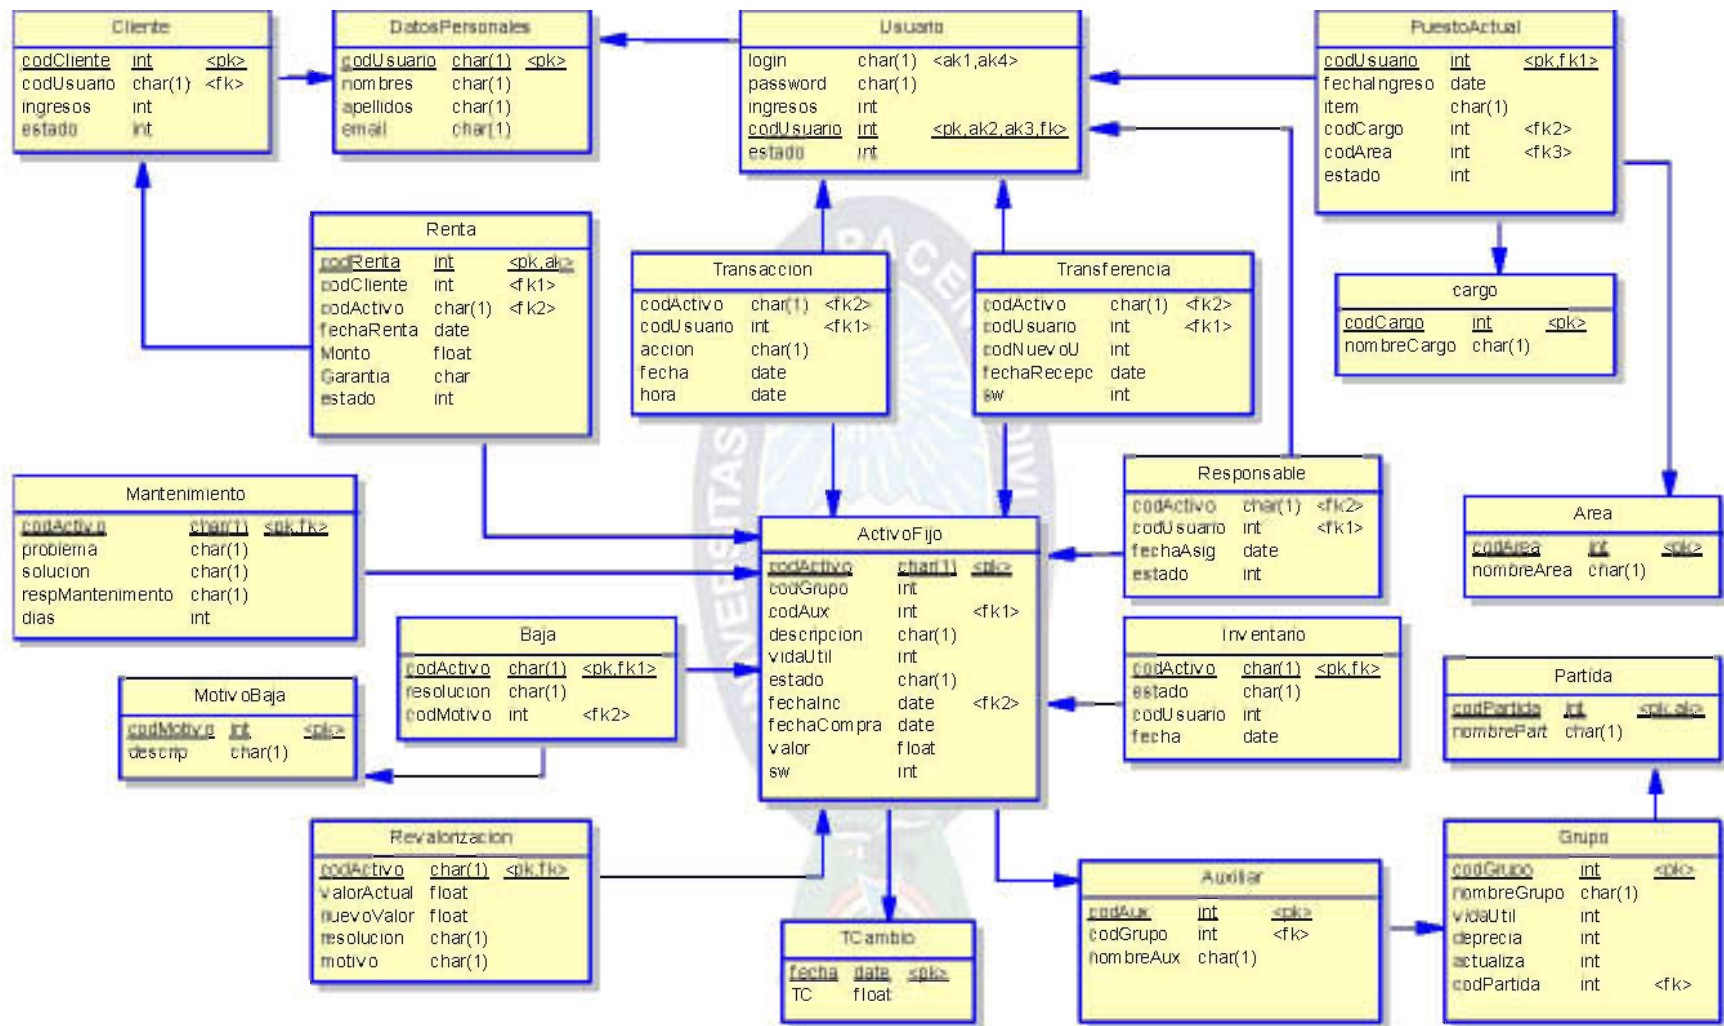 Cliente
codCliente int <pk>
codUsuario char(1) <fk>
ingresos int
estado int
DatosPersonales
codUsuario char(1) <pk>
nombres char(1)
apellidos char(1)
email char(1)
Usuario
login char(1) <ak1,ak4>
password char(1)
ingresos int
codUsuario int <pk,ak2,ak3,fk>
estado int
PuestoActual
codUsuario int <pk,fk1>
fechaIngreso date
item char(1)
codCargo int <fk2>
codArea int <fk3>
estado int
Renta
codRenta int <pk,ak>
codCliente int <fk1>
codActivo char(1) <fk2>
fechaRenta date
Monto float
Garantia char
estado int
Transaccion
codActivo char(1) <fk2>
codUsuario int <fk1>
accion char(1)
fecha date
hora date
Transferencia
codActivo char(1) <fk2>
codUsuario int <fk1>
codNuevoU int
fechaRecepc date
sw int
cargo
codCargo int <pk>
nombreCargo char(1)
Mantenimiento
codActivo char(1) <pk,fk>
problema char(1)
solucion char(1)
respMantenimiento char(1)
dias int
ActivoFijo
codActivo char(1) <pk>
codGrupo int
codAux int <fk1>
descripcion char(1)
vidaUtil int
estado char(1)
fechaInc date <fk2>
fechaCompra date
valor float
sw int
Responsable
codActivo char(1) <fk2>
codUsuario int <fk1>
fechaAsig date
estado int
Area
codArea int <pk>
nombreArea char(1)
Baja
codActivo char(1) <pk,fk1>
resolucion char(1)
codMotivo int <fk2>
Inventario
codActivo char(1) <pk,fk>
estado char(1)
codUsuario int
fecha date
MotivoBaja
codMotivo int <pk>
descrip char(1)
Partida
codPartida int <pk,ak>
nombrePart char(1)
Revalorizacion
codActivo char(1) <pk,fk>
valorActual float
nuevoValor float
resolucion char(1)
motivo char(1)
TCambio
fecha date <pk>
TC float
Auxiliar
codAux int <pk>
codGrupo int <fk>
nombreAux char(1)
Grupo
codGrupo int <pk>
nombreGrupo char(1)
vidaUtil int
deprecia int
actualiza int
codPartida int <fk>